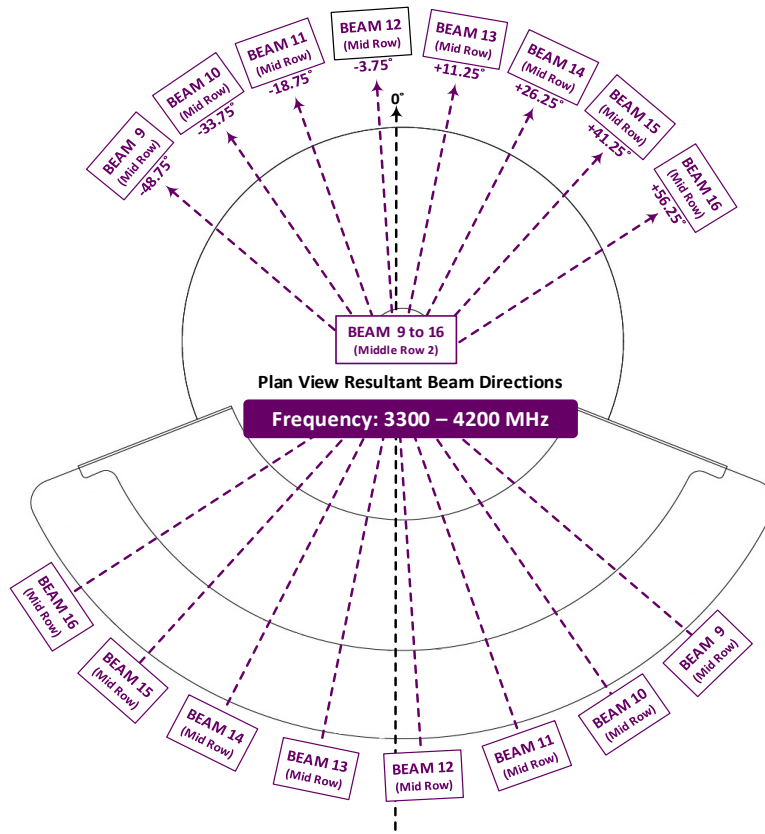 BEAM 9
(Mid Row)
-48.75°
BEAM 10
(Mid Row)
-33.75°
BEAM 11
(Mid Row)
-18.75°
BEAM 12
(Mid Row)
-3.75°
0°
BEAM 13
(Mid Row)
+11.25°
BEAM 14
(Mid Row)
+26.25°
BEAM 15
(Mid Row)
+41.25°
BEAM 16
(Mid Row)
+56.25°
BEAM 9 to 16
(Middle Row 2)
Plan View Resultant Beam Directions
Frequency: 3300 – 4200 MHz
BEAM 16
(Mid Row)
BEAM 15
(Mid Row)
BEAM 14
(Mid Row)
BEAM 13
(Mid Row)
BEAM 12
(Mid Row)
BEAM 11
(Mid Row)
BEAM 10
(Mid Row)
BEAM 9
(Mid Row)